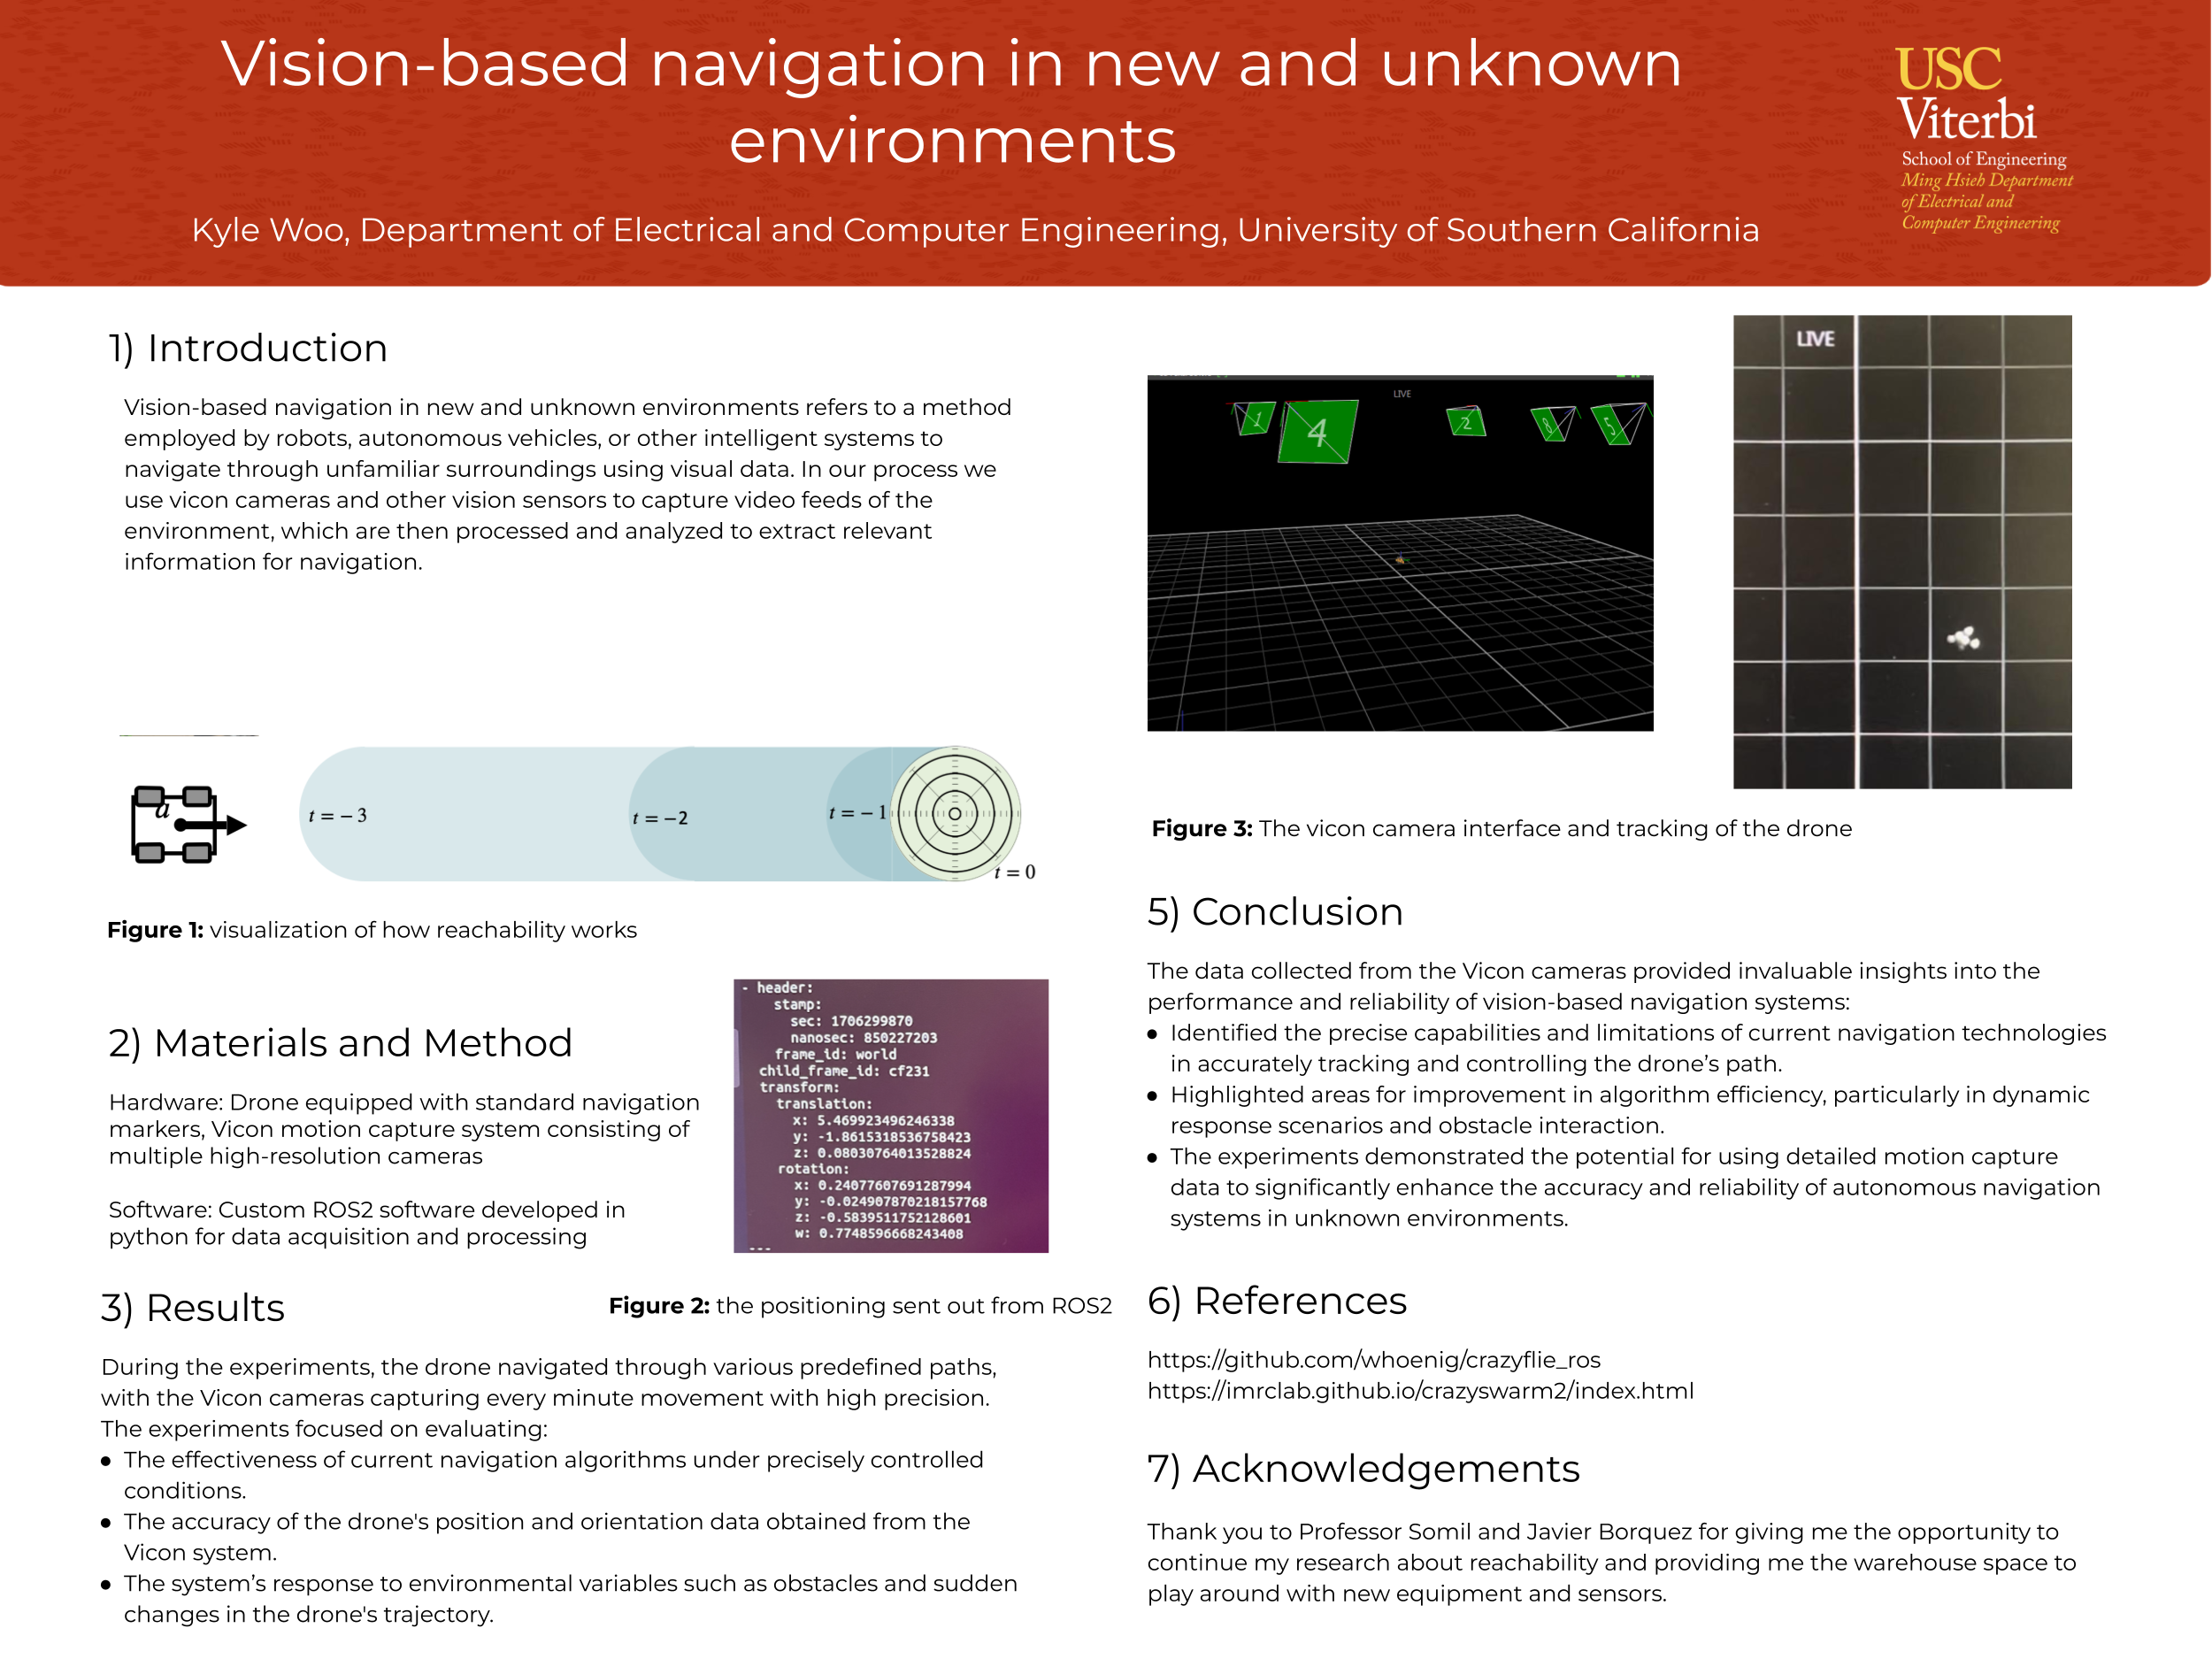 Vision-based navigation in new and unknown
environments
Kyle Woo, Department of Electrical and Computer Engineering, University of Southern California
USC
Viterbi
School of Engineering
Ming Hsieh Department
of Electrical and
Computer Engineering
1) Introduction
Vision-based navigation in new and unknown environments refers to a method
employed by robots, autonomous vehicles, or other intelligent systems to
navigate through unfamiliar surroundings using visual data. In our process we
use vicon cameras and other vision sensors to capture video feeds of the
environment, which are then processed and analyzed to extract relevant
information for navigation.
a
t = – 3
t = –2
t = – 1
t = 0
Figure 1: visualization of how reachability works
2) Materials and Method
Hardware: Drone equipped with standard navigation
markers, Vicon motion capture system consisting of
multiple high-resolution cameras
Software: Custom ROS2 software developed in
python for data acquisition and processing
- header:
stamp:
sec: 1706299870
nanosec: 850227203
frame_id: world
child_frame_id: cf231
transform:
translation:
x: 5.469923496246338
y: -1.8615318536758423
z: 0.08030764013528824
rotation:
x: 0.24077607691287994
y: -0.024907870218157768
z: -0.5839511752128601
w: 0.7748596668243408
---
Figure 2: the positioning sent out from ROS2
3) Results
During the experiments, the drone navigated through various predefined paths,
with the Vicon cameras capturing every minute movement with high precision.
The experiments focused on evaluating:
● The effectiveness of current navigation algorithms under precisely controlled
conditions.
● The accuracy of the drone's position and orientation data obtained from the
Vicon system.
● The system’s response to environmental variables such as obstacles and sudden
changes in the drone's trajectory.
LIVE
1
4
2
8
5
LIVE
Figure 3: The vicon camera interface and tracking of the drone
5) Conclusion
The data collected from the Vicon cameras provided invaluable insights into the
performance and reliability of vision-based navigation systems:
● Identified the precise capabilities and limitations of current navigation technologies
in accurately tracking and controlling the drone’s path.
● Highlighted areas for improvement in algorithm efficiency, particularly in dynamic
response scenarios and obstacle interaction.
● The experiments demonstrated the potential for using detailed motion capture
data to significantly enhance the accuracy and reliability of autonomous navigation
systems in unknown environments.
6) References
https://github.com/whoenig/crazyflie_ros
https://imrclab.github.io/crazyswarm2/index.html
7) Acknowledgements
Thank you to Professor Somil and Javier Borquez for giving me the opportunity to
continue my research about reachability and providing me the warehouse space to
play around with new equipment and sensors.